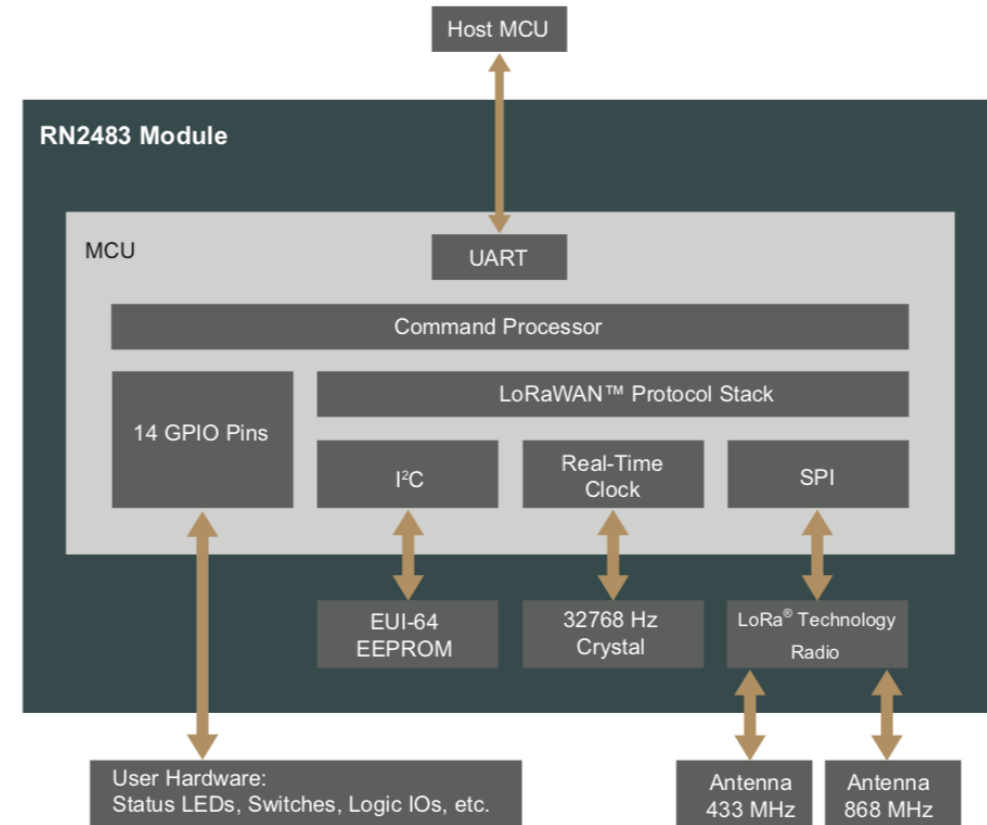 Host MCU
RN2483 Module
MCU
UART
Command Processor
14 GPIO Pins
LoRaWAN™ Protocol Stack
I²C
Real-Time
Clock
SPI
EUI-64
EEPROM
32768 Hz
Crystal
LoRa® Technology
Radio
User Hardware:
Status LEDs, Switches, Logic IOs, etc.
Antenna
433 MHz
Antenna
868 MHz